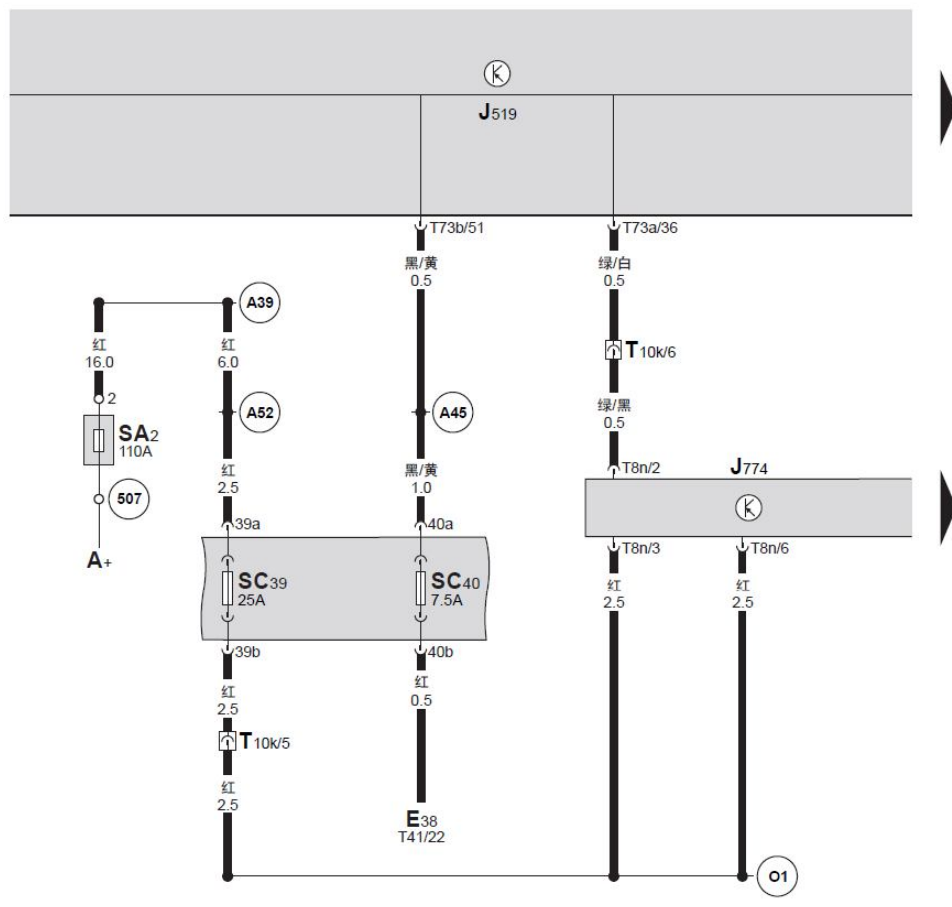 J519
T73b/51
T73a/36
黑/黄
0.5
绿/白
0.5
A39
红
16.0
红
6.0
T10k/6
2
A52
A45
绿/黑
0.5
SA2
110A
红
2.5
黑/黄
1.0
T8n/2
J774
507
39a
40a
A+
T8n/3
T8n/6
SC39
25A
SC40
7.5A
红
2.5
红
2.5
39b
40b
红
2.5
红
0.5
T10k/5
红
2.5
E38
T41/22
O1